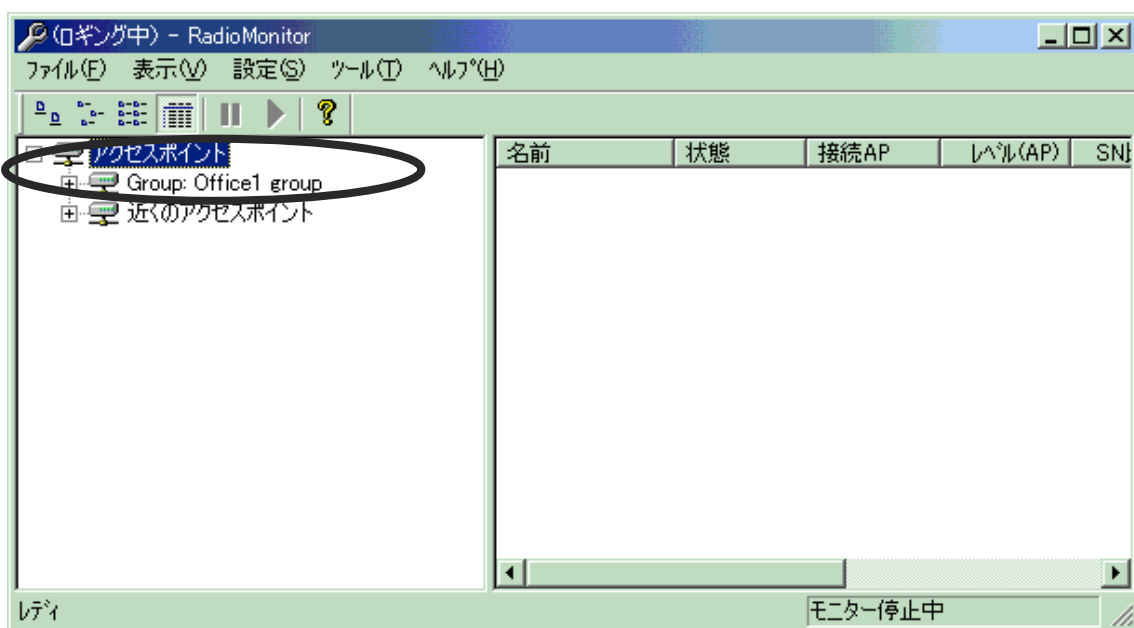 (ロギング中) - RadioMonitor
ファイル(F) 表示(V) 設定(S) ツール(T) ヘルプ(H)
アクセスポイント
Group: Office1 group
近くのアクセスポイント
名前 状態 接続AP レベル(AP)
レディ モニター停止中